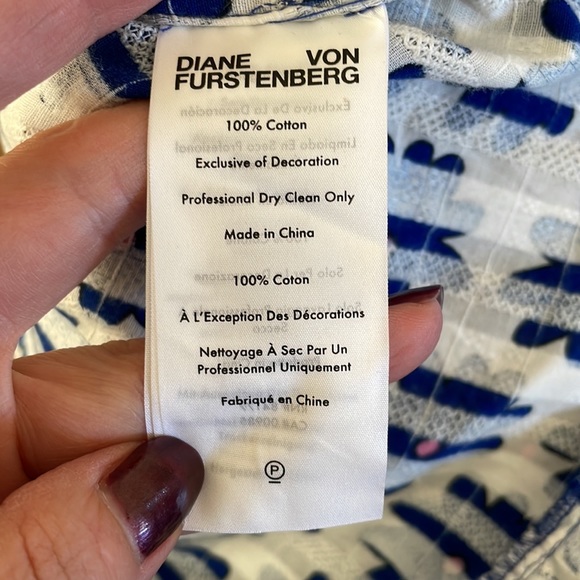 DIANE VON
FURSTENBERG
100% Cotton
Exclusive of Decoration
Professional Dry Clean Only
Made in China
100% Coton
À L'Exception Des Décorations
Nettoyage À Sec Par Un
Professionnel Uniquement
Fabriqué en Chine
P